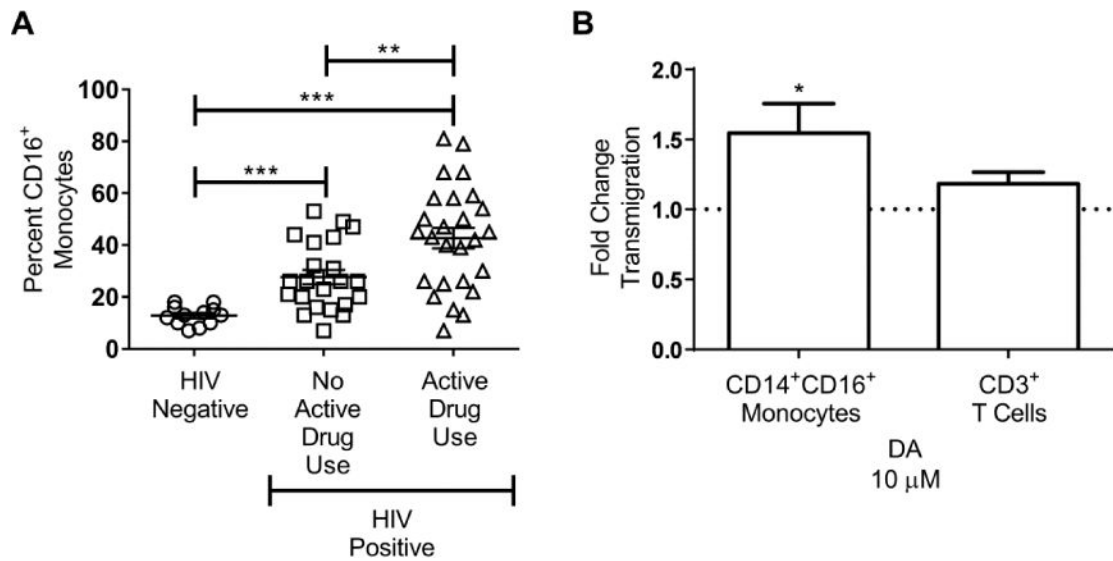 A
**
***
***
100
80
60
40
20
0
Percent CD16⁺
Monocytes
HIV
Negative
No
Active
Drug
Use
Active
Drug
Use
HIV
Positive
B
2.0
1.5
1.0
0.5
0.0
Fold Change
Transmigration
*
CD14⁺CD16⁺
Monocytes
CD3⁺
T Cells
DA
10 μM